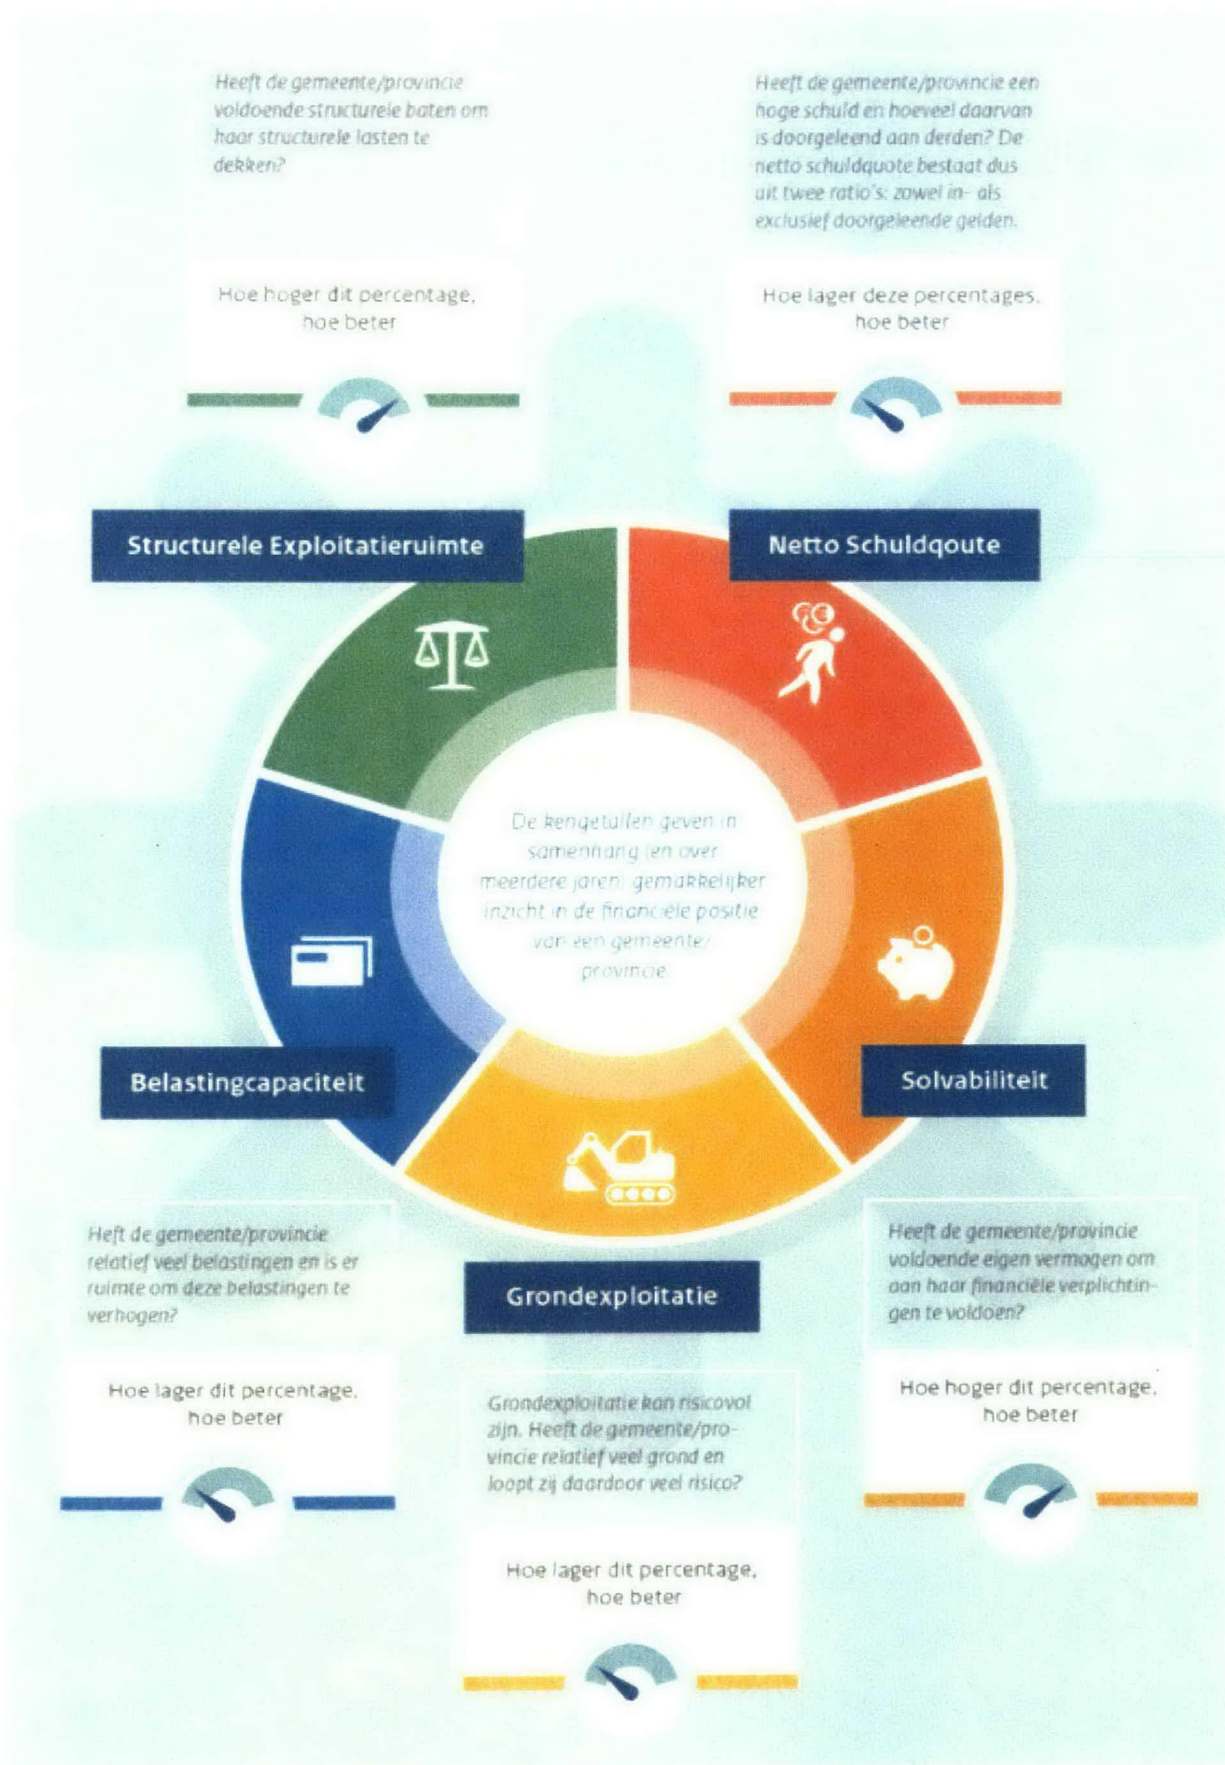 Heeft de gemeente/provincie
voldoende structurele baten om
haar structurele lasten te
dekken?
Hoe hoger dit percentage,
hoe beter
Heeft de gemeente/provincie een
hoge schuld en hoeveel daarvan
is doorgeleend aan derden? De
netto schuldquote bestaat dus
uit twee ratio's: zowel in- als
exclusief doorgeleende gelden.
Hoe lager deze percentages,
hoe beter
Structurele Exploitatieruimte
Netto Schuldqoute
De kengetallen geven in
samenhang (en over
meerdere jaren) gemakkelijker
inzicht in de financiële positie
van een gemeente/
provincie.
Belastingcapaciteit
Solvabiliteit
Heft de gemeente/provincie
relatief veel belastingen en is er
ruimte om deze belastingen te
verhogen?
Hoe lager dit percentage,
hoe beter
Grondexploitatie
Grondexploitatie kan risicovol
zijn. Heeft de gemeente/pro-
vincie relatief veel grond en
loopt zij daardoor veel risico?
Hoe lager dit percentage,
hoe beter
Heeft de gemeente/provincie
voldoende eigen vermogen om
aan haar financiële verplichtin-
gen te voldoen?
Hoe hoger dit percentage,
hoe beter